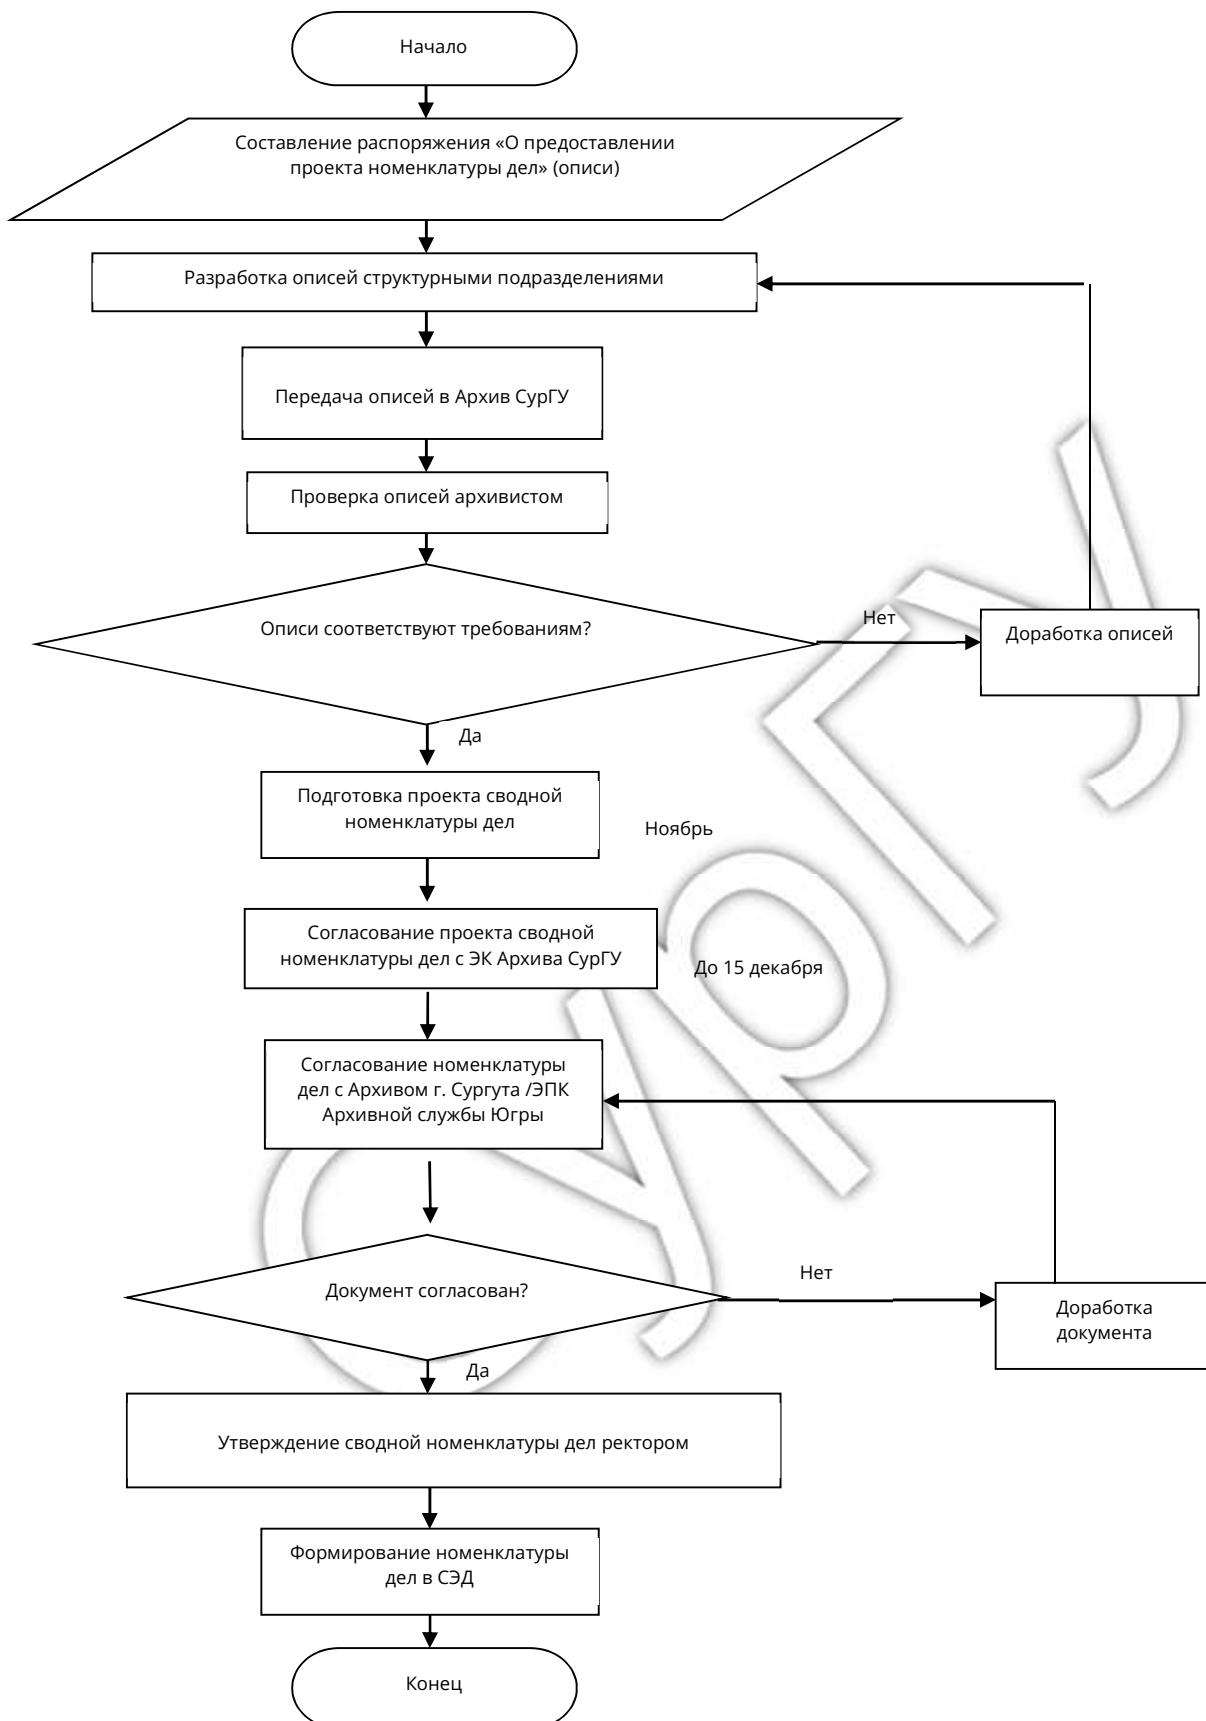 Начало
Составление распоряжения «О предоставлении
проекта номенклатуры дел» (описи)
Разработка описей структурными подразделениями
Передача описей в Архив СурГУ
Проверка описей архивистом
Описи соответствуют требованиям?
Нет
Доработка описей
Да
Подготовка проекта сводной
номенклатуры дел
Ноябрь
Согласование проекта сводной
номенклатуры дел с ЭК Архива СурГУ
До 15 декабря
Согласование номенклатуры
дел с Архивом г. Сургута /ЭПК
Архивной службы Югры
Документ согласован?
Нет
Доработка
документа
Да
Утверждение сводной номенклатуры дел ректором
Формирование номенклатуры
дел в СЭД
Конец
СурГУ